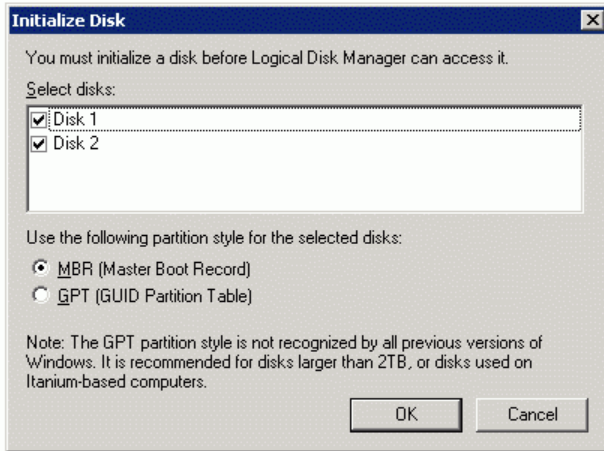 Initialize Disk
You must initialize a disk before Logical Disk Manager can access it.
Select disks:
Disk 1
Disk 2
Use the following partition style for the selected disks:
MBR (Master Boot Record)
GPT (GUID Partition Table)
Note: The GPT partition style is not recognized by all previous versions of
Windows. It is recommended for disks larger than 2TB, or disks used on
Itanium-based computers.
OK Cancel